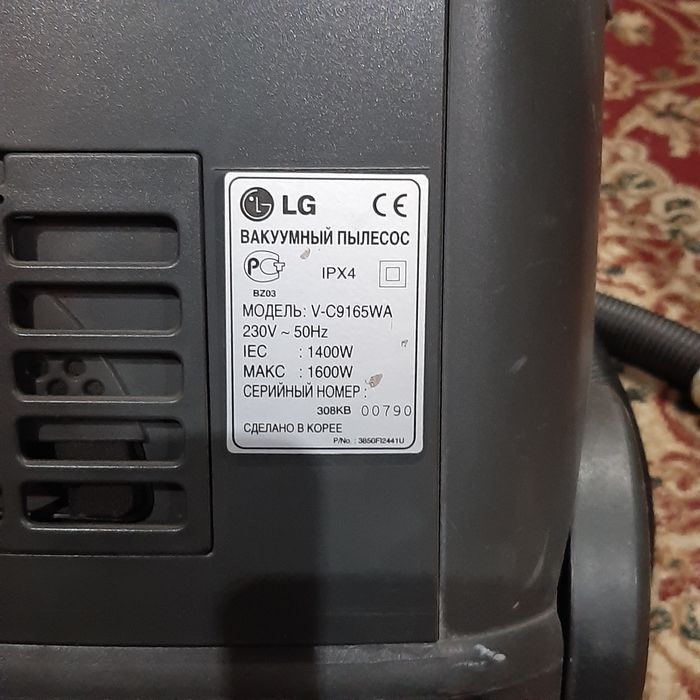 LG CE
ВАКУУМНЫЙ ПЫЛЕСОС
РСТ IPX4
BZ03
МОДЕЛЬ: V-C9165WA
230V ~ 50Hz
IEC : 1400W
МАКС : 1600W
СЕРИЙНЫЙ НОМЕР :
308KB 00790
СДЕЛАНО В КОРЕЕ
P/No. : 3850FI2441U